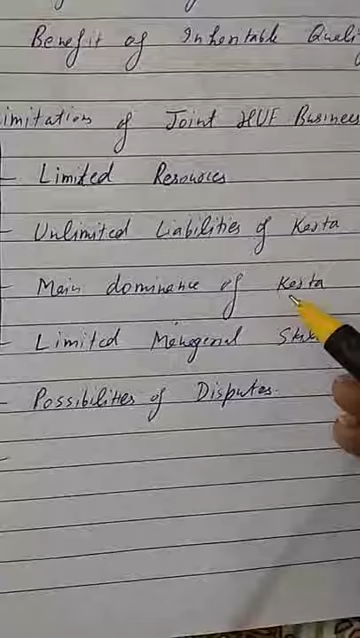 Benefit of Inheritable Quali
imitation of Joint HUF Business
- Limited Resources
- Unlimited Liabilities of Karta
- Main dominance of Karta
- Limited Managerial
- Possibilities of Disputes.